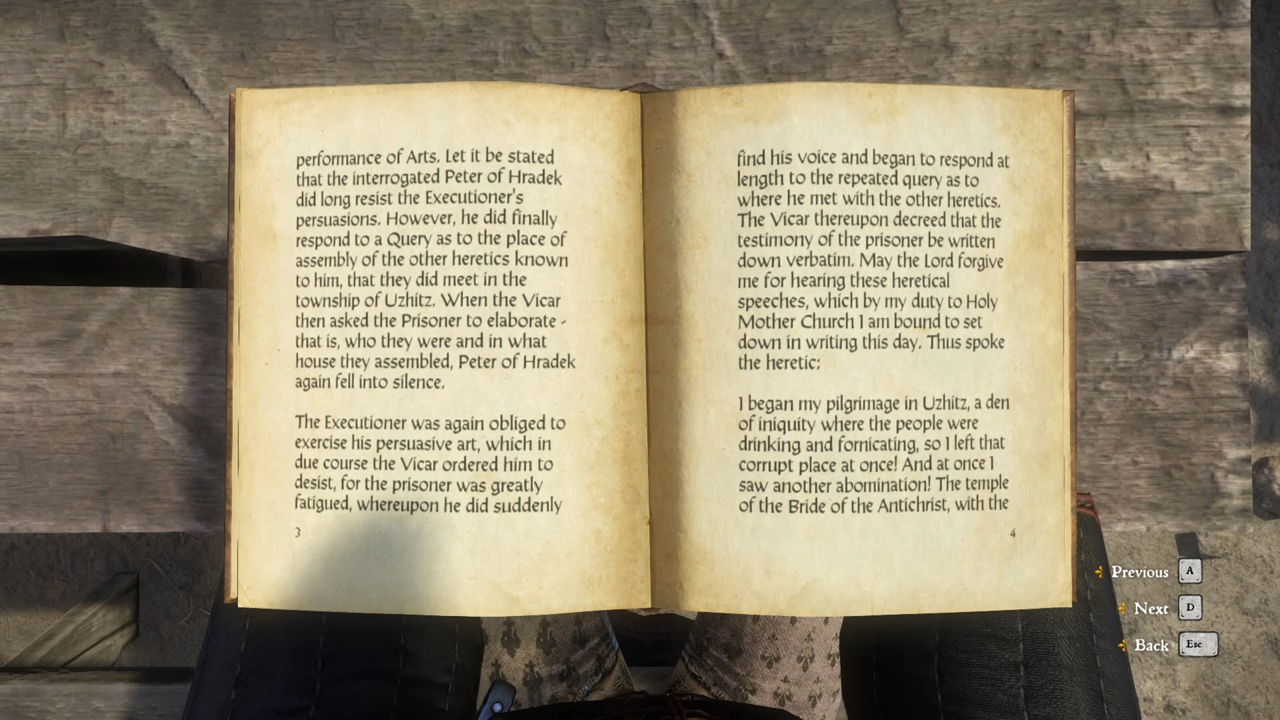 performance of Arts. Let it be stated
that the interrogated Peter of Hradek
did long resist the Executioner's
persuasions. However, he did finally
respond to a Query as to the place of
assembly of the other heretics known
to him, that they did meet in the
township of Uzhitz. When the Vicar
then asked the Prisoner to elaborate -
that is, who they were and in what
house they assembled, Peter of Hradek
again fell into silence.
The Executioner was again obliged to
exercise his persuasive art, which in
due course the Vicar ordered him to
desist, for the prisoner was greatly
fatigued, whereupon he did suddenly
3
find his voice and began to respond at
length to the repeated query as to
where he met with the other heretics.
The Vicar thereupon decreed that the
testimony of the prisoner be written
down verbatim. May the Lord forgive
me for hearing these heretical
speeches, which by my duty to Holy
Mother Church I am bound to set
down in writing this day. Thus spoke
the heretic:
I began my pilgrimage in Uzhitz, a den
of iniquity where the people were
drinking and fornicating, so I left that
corrupt place at once! And at once I
saw another abomination! The temple
of the Bride of the Antichrist, with the
4
Previous A
Next D
Back Esc